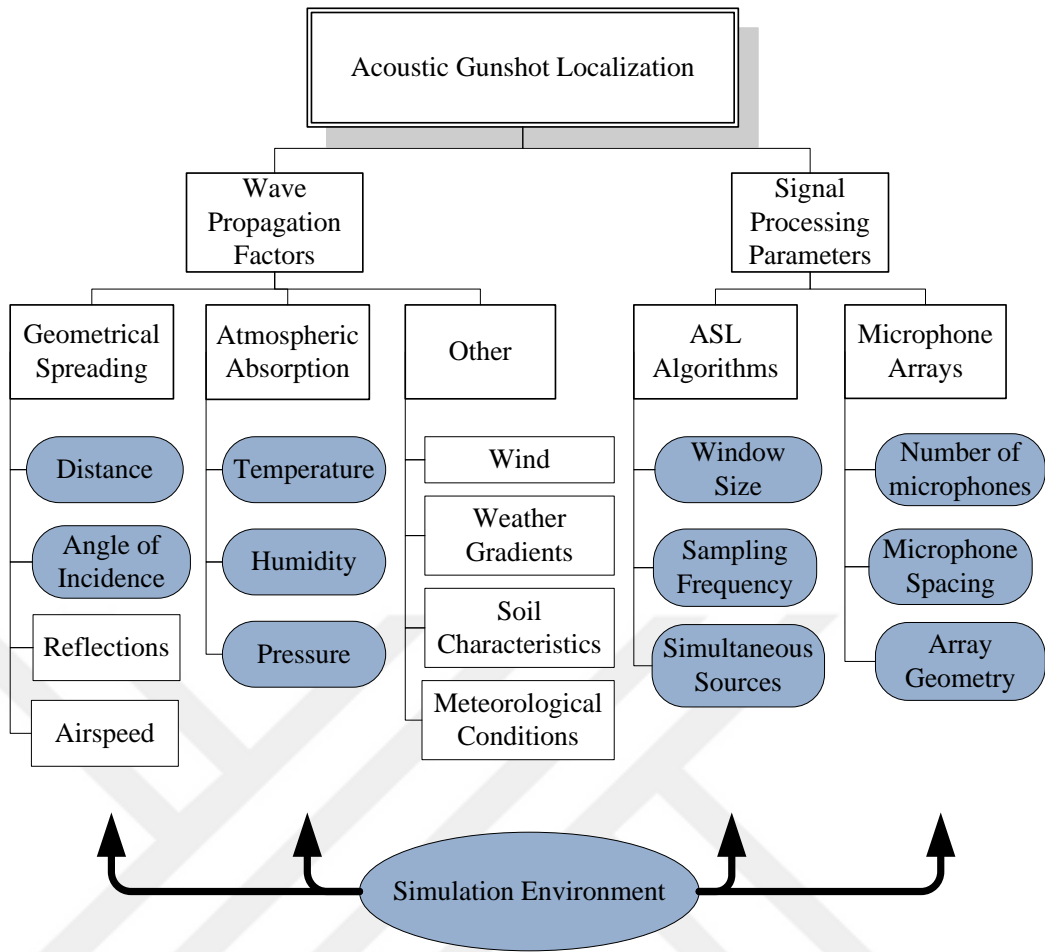 Acoustic Gunshot Localization
Wave
Propagation
Factors
Signal
Processing
Parameters
Geometrical
Spreading
Atmospheric
Absorption
Other
ASL
Algorithms
Microphone
Arrays
Distance
Angle of
Incidence
Reflections
Airspeed
Temperature
Humidity
Pressure
Wind
Weather
Gradients
Soil
Characteristics
Meteorological
Conditions
Window
Size
Sampling
Frequency
Simultaneous
Sources
Number of
microphones
Microphone
Spacing
Array
Geometry
Simulation Environment